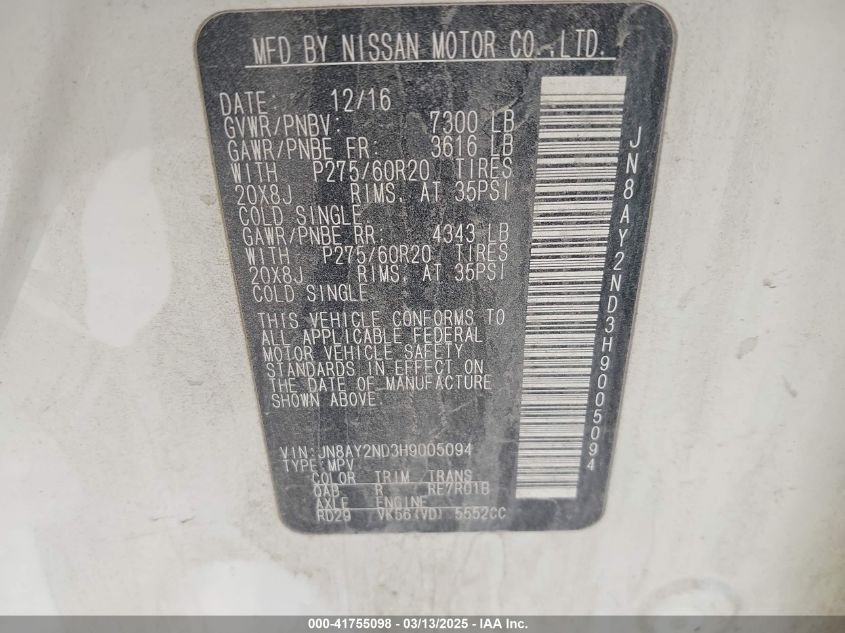 MFD BY NISSAN MOTOR CO.,LTD.
DATE: 12/16
GVWR/PNBV: 7300 LB
GAWR/PNBE FR: 3616 LB
WITH P275/60R20 TIRES
20X8J RIMS, AT 35PSI
COLD SINGLE
GAWR/PNBE RR: 4343 LB
WITH P275/60R20 TIRES
20X8J RIMS, AT 35PSI
COLD SINGLE
THIS VEHICLE CONFORMS TO
ALL APPLICABLE FEDERAL
MOTOR VEHICLE SAFETY
STANDARDS IN EFFECT ON
THE DATE OF MANUFACTURE
SHOWN ABOVE.
VIN:JN8AY2ND3H9005094
TYPE:MPV
COLOR TRIM TRANS
QAB R RE7R01B
AXLE ENGINE
RD29 VK56(VD) 5552CC
JN8AY2ND3H9005094
000-41755098 - 03/13/2025 - IAA Inc.